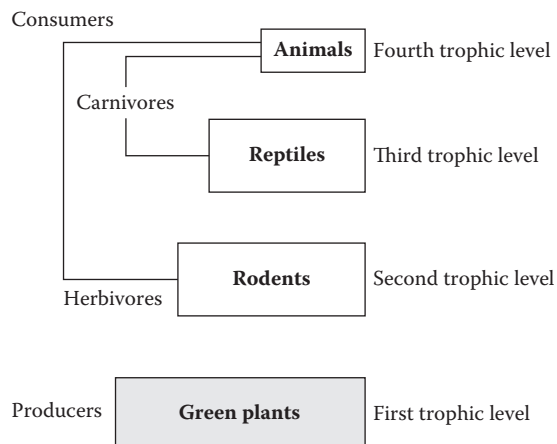 Consumers
Animals Fourth trophic level
Carnivores
Reptiles Third trophic level
Rodents Second trophic level
Herbivores
Producers Green plants First trophic level